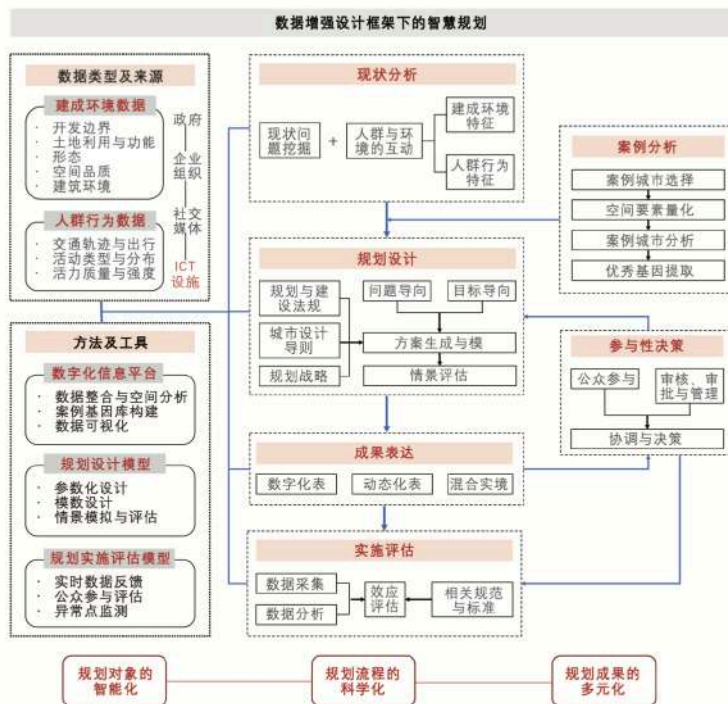 数据增强设计框架下的智慧规划
数据类型及来源
建成环境数据
· 开发边界
· 土地利用与功能
· 形态
· 空间品质
· 建筑环境
人群行为数据
· 交通轨迹与出行
· 活动类型与分布
· 活力质量与强度
政府
企业
组织
社交
媒体
ICT
设施
方法及工具
数字化信息平台
· 数据整合与空间分析
· 案例基因库构建
· 数据可视化
规划设计模型
· 参数化设计
· 模数设计
· 情景模拟与评估
规划实施评估模型
· 实时数据反馈
· 公众参与评估
· 异常点监测
现状分析
现状问
题挖掘
+
人群与环
境的互动
建成环境
特征
人群行为
特征
规划设计
规划与建
设法规
城市设计
导则
规划战略
问题导向
目标导向
方案生成与模
情景评估
成果表达
数字化表
动态化表
混合实境
实施评估
数据采集
数据分析
效应
评估
相关规范
与标准
案例分析
案例城市选择
空间要素量化
案例城市分析
优秀基因提取
参与性决策
公众参与
审核、审
批与管理
协调与决策
规划对象的
智能化
规划流程的
科学化
规划成果的
多元化